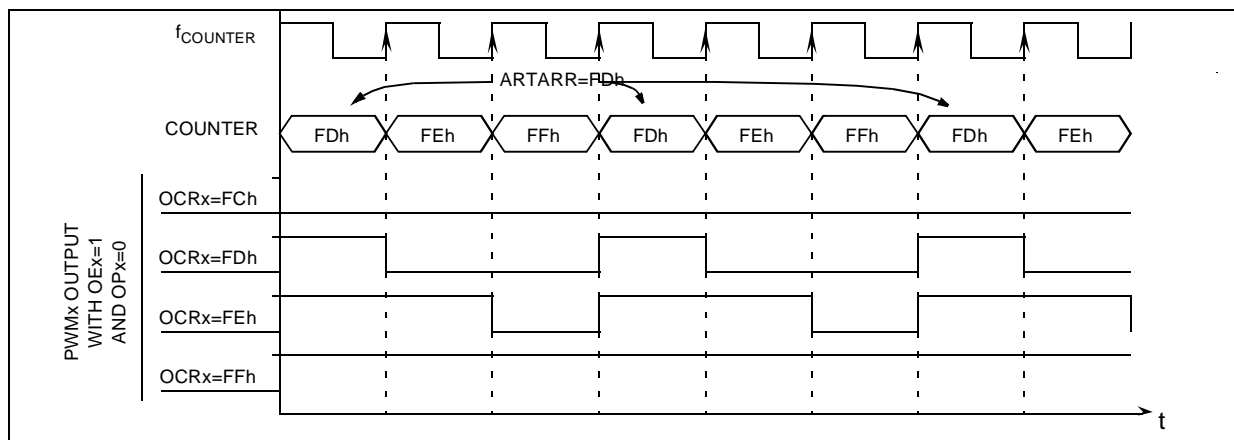 fCOUNTER
ARTARR=FDh
COUNTER
FDh FEh FFh FDh FEh FFh FDh FEh
PWMx OUTPUT
WITH OEx=1
AND OPx=0
OCRx=FCh
OCRx=FDh
OCRx=FEh
OCRx=FFh
t